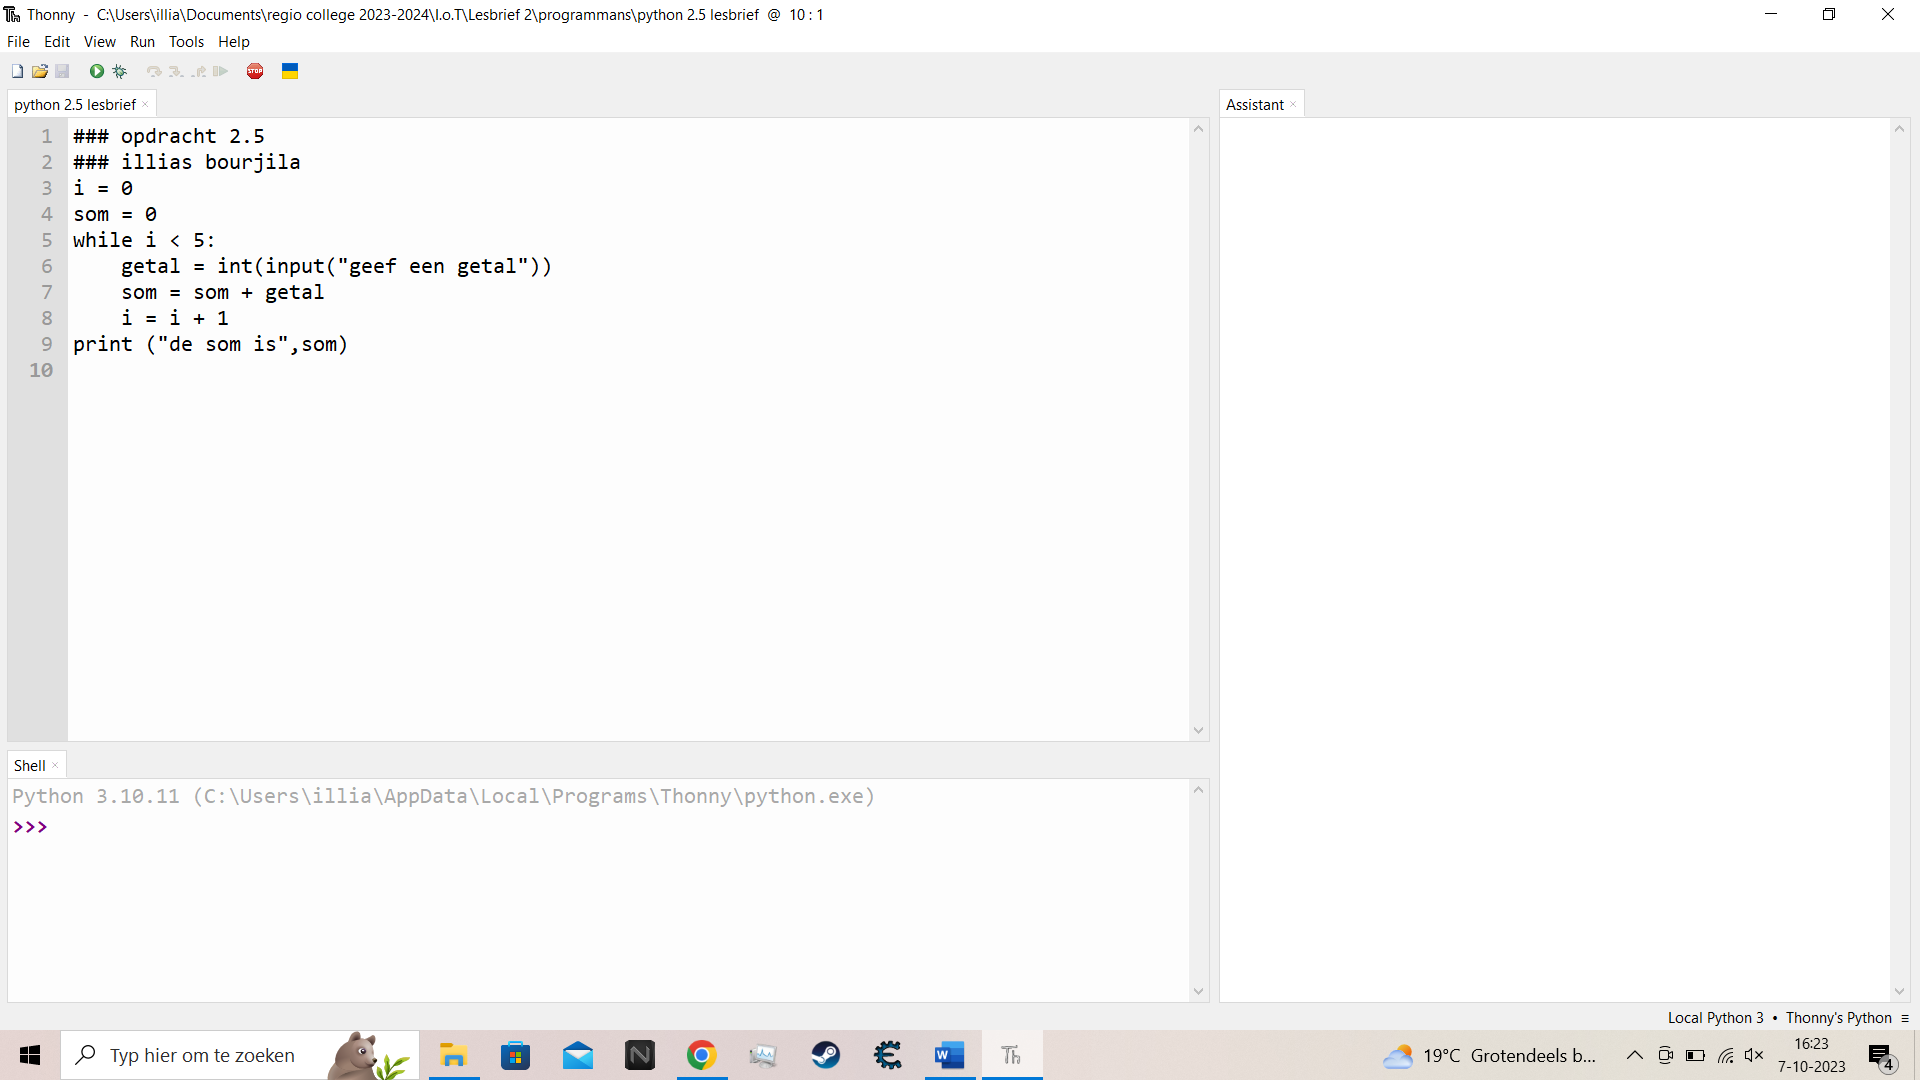 Thonny - C:\Users\illia\Documents\regio college 2023-2024\I.o.T\Lesbrief 2\programmans\python 2.5 lesbrief @ 10 : 1
File Edit View Run Tools Help
STOP
python 2.5 lesbrief
Assistant
1 ### opdracht 2.5
2 ### illias bourjila
3 i = 0
4 som = 0
5 while i < 5:
6     getal = int(input("geef een getal"))
7     som = som + getal
8     i = i + 1
9 print ("de som is",som)
10
Shell
Python 3.10.11 (C:\Users\illia\AppData\Local\Programs\Thonny\python.exe)
>>>
Local Python 3 • Thonny's Python ≡
Typ hier om te zoeken
N
W
Th
19°C Grotendeels b...
16:23
7-10-2023
4